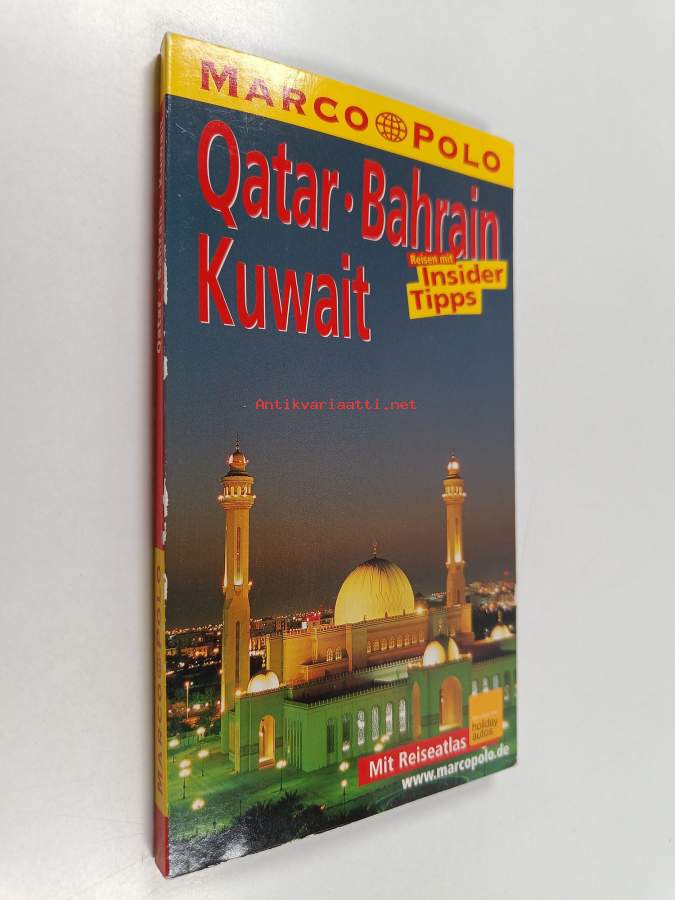 MARCO POLO
Qatar · Bahrain
Kuwait
Reisen mit
Insider
Tipps
Antikvariaatti.net
holiday
autos
Mit Reiseatlas
www.marcopolo.de
MARCO POLO